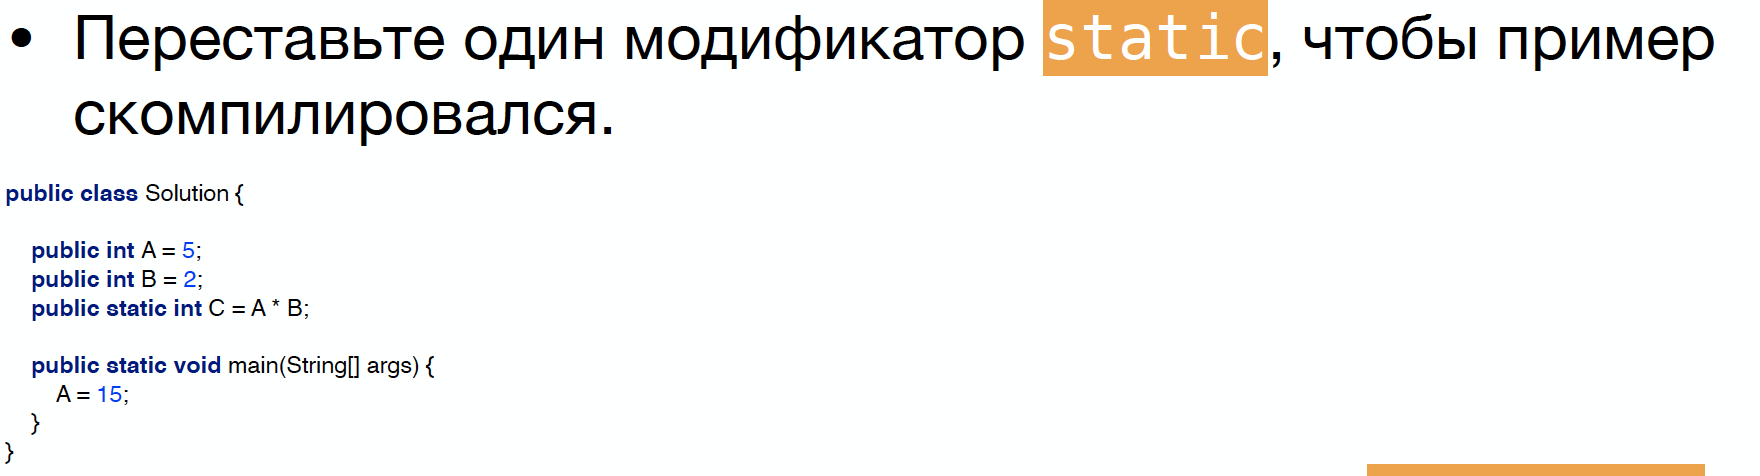 • Переставьте один модификатор static, чтобы пример
скомпилировался.
public class Solution {
public int A = 5;
public int B = 2;
public static int C = A * B;
public static void main(String[] args) {
A = 15;
}
}